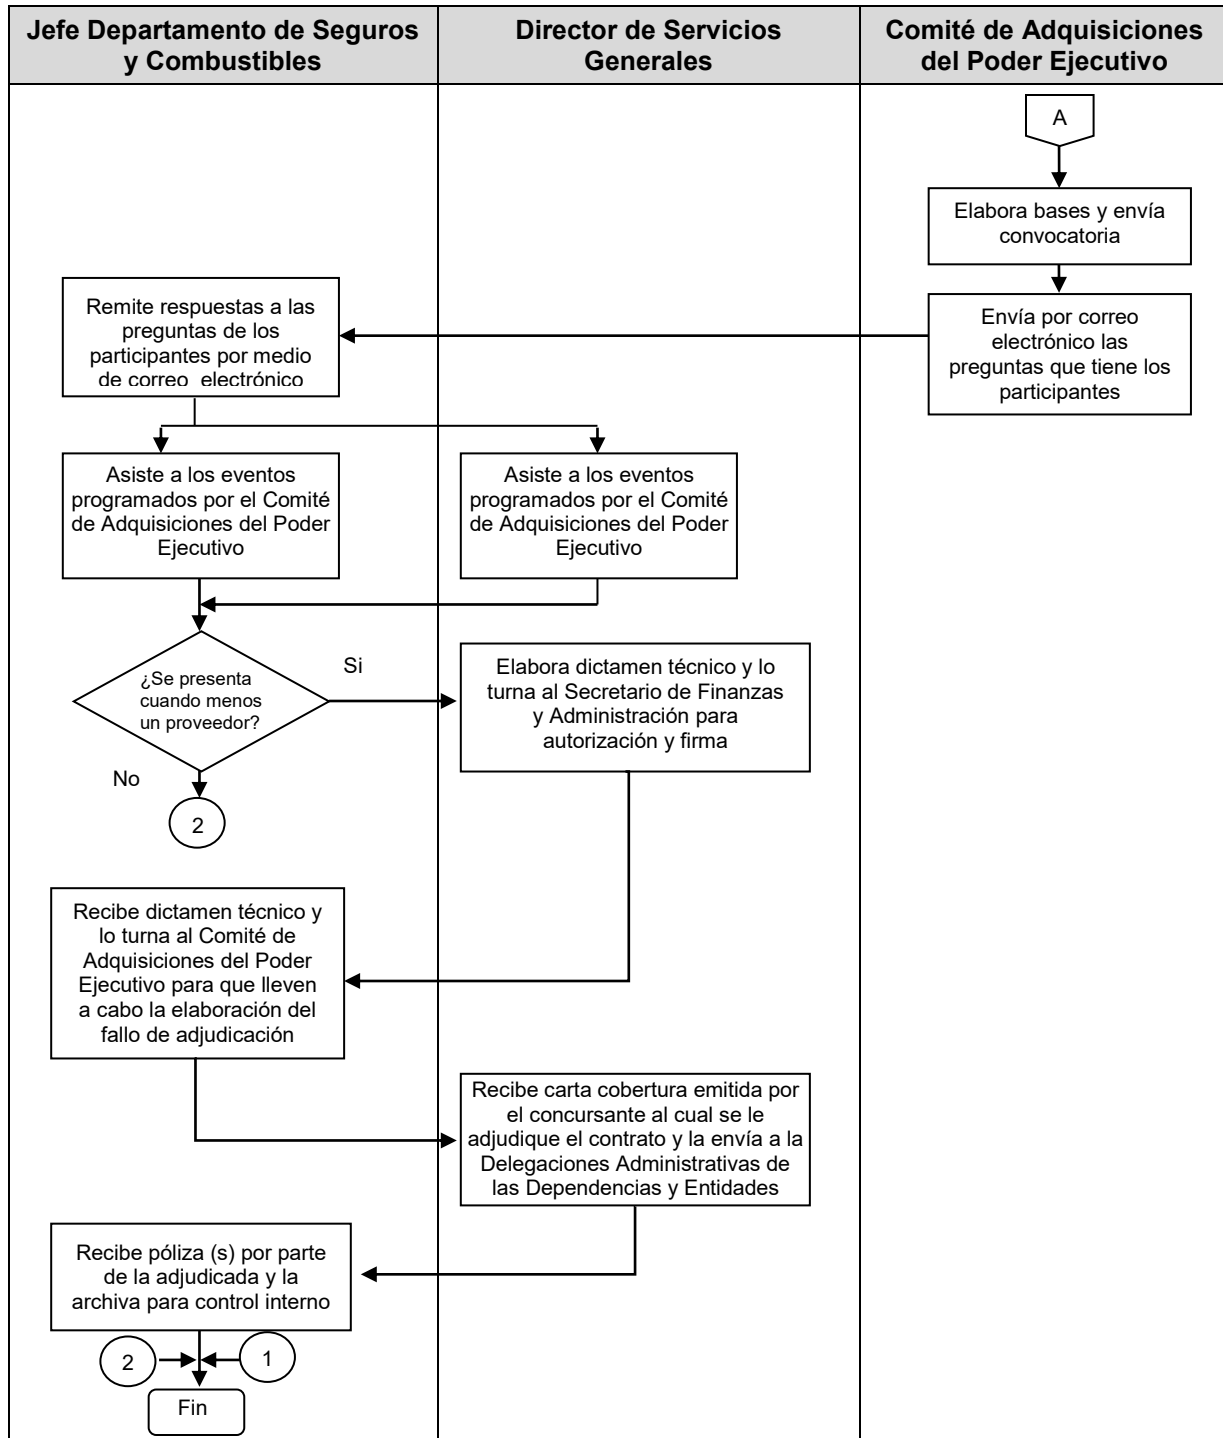 Jefe Departamento de Seguros
y Combustibles
Director de Servicios
Generales
Comité de Adquisiciones
del Poder Ejecutivo
A
Elabora bases y envía
convocatoria
Envía por correo
electrónico las
preguntas que tiene los
participantes
Remite respuestas a las
preguntas de los
participantes por medio
de correo electrónico
Asiste a los eventos
programados por el Comité
de Adquisiciones del Poder
Ejecutivo
Asiste a los eventos
programados por el Comité
de Adquisiciones del Poder
Ejecutivo
¿Se presenta
cuando menos
un proveedor?
Si
No
2
Elabora dictamen técnico y lo
turna al Secretario de Finanzas
y Administración para
autorización y firma
Recibe dictamen técnico y
lo turna al Comité de
Adquisiciones del Poder
Ejecutivo para que lleven
a cabo la elaboración del
fallo de adjudicación
Recibe carta cobertura emitida por
el concursante al cual se le
adjudique el contrato y la envía a la
Delegaciones Administrativas de
las Dependencias y Entidades
Recibe póliza (s) por parte
de la adjudicada y la
archiva para control interno
2
1
Fin